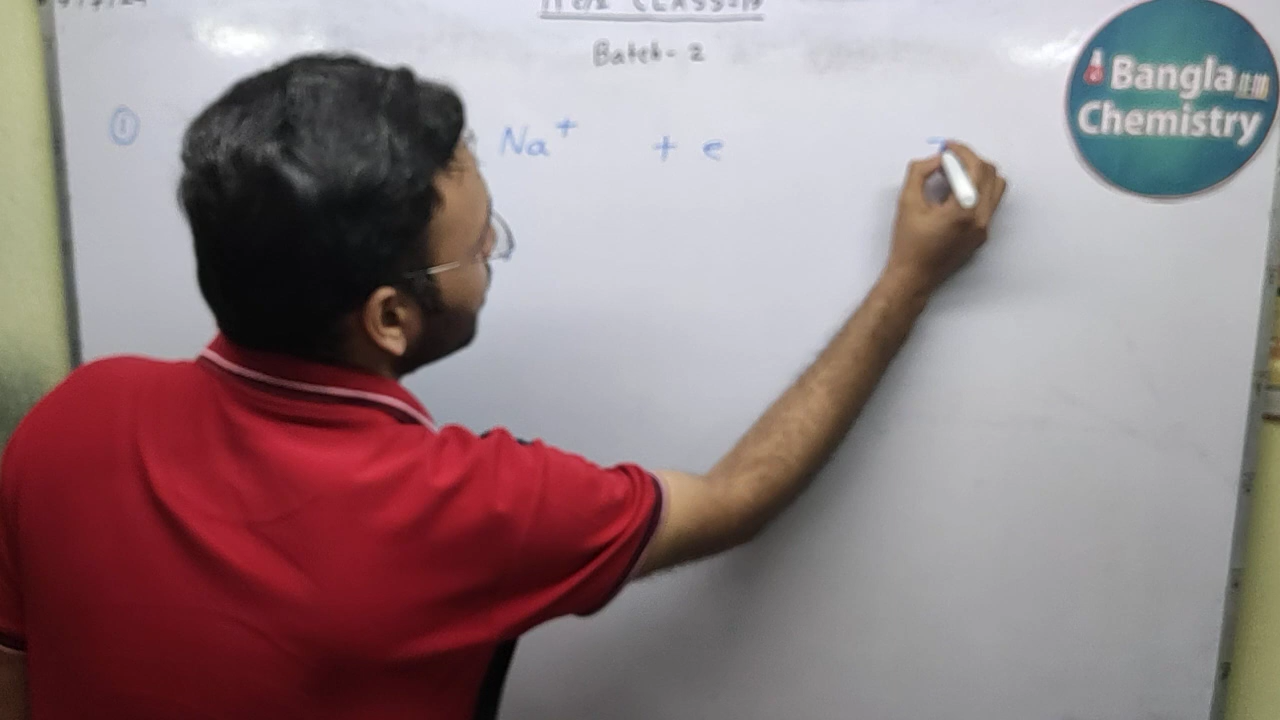 Batch-2
① Na⁺ + e
Bangla
Chemistry